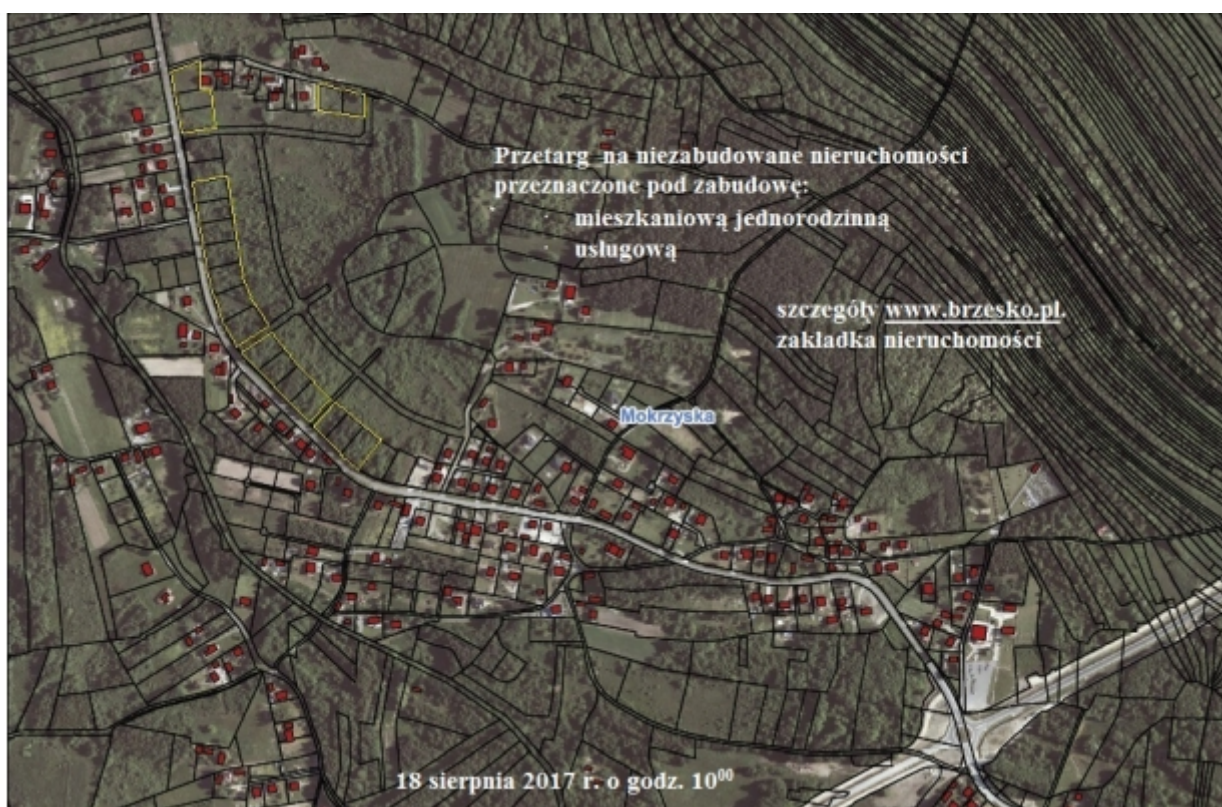 Przetarg na niezabudowane nieruchomości
przeznaczone pod zabudowę:
· mieszkaniową jednorodzinną
· usługową
szczegóły www.brzesko.pl.
zakładka nieruchomości
Mokrzyska
18 sierpnia 2017 r. o godz. 10⁰⁰